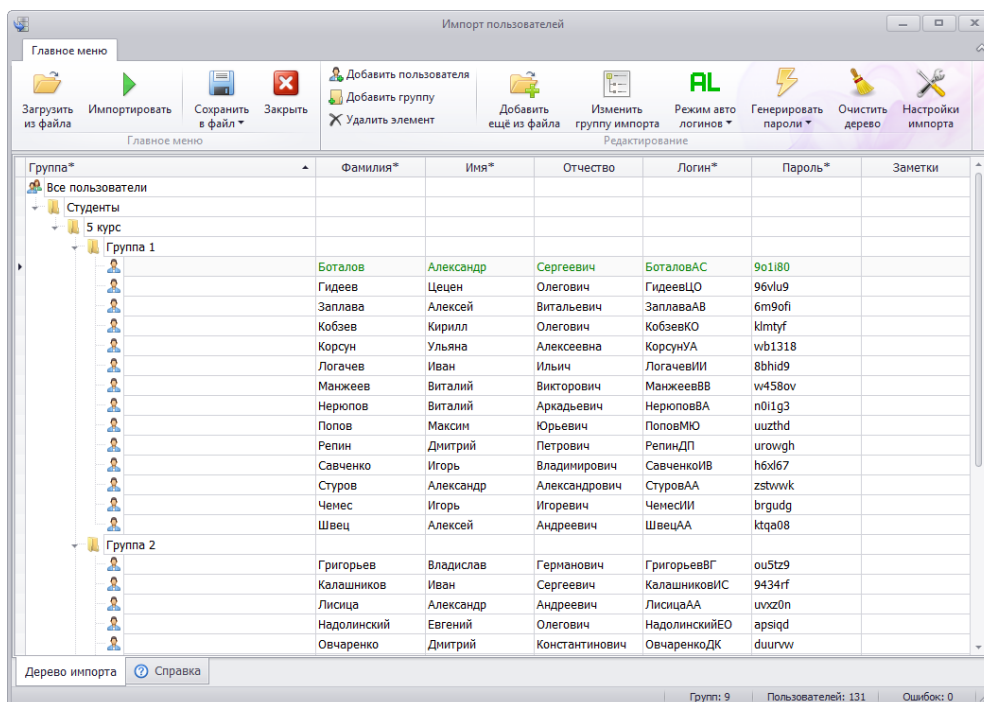 Импорт пользователей
Главное меню
Загрузить из файла
Импортировать
Сохранить в файл
Закрыть
Главное меню
Добавить пользователя
Добавить группу
Удалить элемент
Добавить ещё из файла
Изменить группу импорта
AL
Режим авто логинов
Генерировать пароли
Очистить дерево
Настройки импорта
Редактирование
Группа* Фамилия* Имя* Отчество Логин* Пароль* Заметки
Все пользователи
Студенты
5 курс
Группа 1
Боталов Александр Сергеевич БоталовАС 9o1i80
Гидеев Цецен Олегович ГидеевЦО 96vlu9
Заплава Алексей Витальевич ЗаплаваАВ 6m9ofi
Кобзев Кирилл Олегович КобзевКО klmtyf
Корсун Ульяна Алексеевна КорсунУА wb1318
Логачев Иван Ильич ЛогачевИИ 8bhid9
Манжеев Виталий Викторович МанжеевВВ w458ov
Нерюпов Виталий Аркадьевич НерюповВА n0i1g3
Попов Максим Юрьевич ПоповМЮ uuzthd
Репин Дмитрий Петрович РепинДП urowgh
Савченко Игорь Владимирович СавченкоИВ h6xl67
Стуров Александр Александрович СтуровАА zstwwk
Чемес Игорь Игоревич ЧемесИИ brgudg
Швец Алексей Андреевич ШвецАА ktqa08
Группа 2
Григорьев Владислав Германович ГригорьевВГ ou5tz9
Калашников Иван Сергеевич КалашниковИС 9434rf
Лисица Александр Андреевич ЛисицаАА uvxz0n
Надолинский Евгений Олегович НадолинскийЕО apsiqd
Овчаренко Дмитрий Константинович ОвчаренкоДК duurvw
Дерево импорта
Справка
Групп: 9 Пользователей: 131 Ошибок: 0